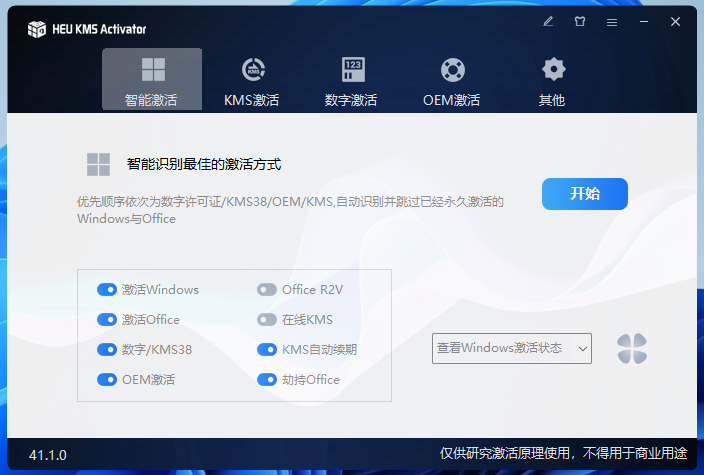 HEU KMS Activator
智能激活
KMS激活
数字激活
OEM激活
其他
智能识别最佳的激活方式
优先顺序依次为数字许可证/KMS38/OEM/KMS,自动识别并跳过已经永久激活的
Windows与Office
开始
激活Windows
Office R2V
激活Office
在线KMS
数字/KMS38
KMS自动续期
OEM激活
劫持Office
查看Windows激活状态
41.1.0
仅供研究激活原理使用，不得用于商业用途